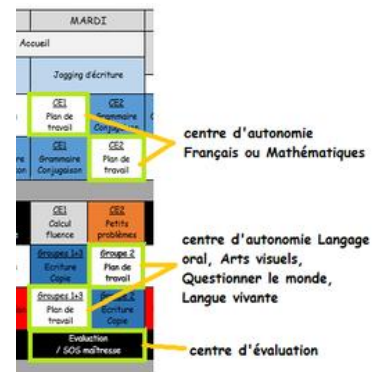 MARDI
Accueil
Jogging d'écriture
CE1 CE2
Plan de travail Grammaire Conjugaison
CE1 CE2
Grammaire Conjugaison Plan de travail
centre d'autonomie
Français ou Mathématiques
CE1 CE2
Calcul fluence Petits problèmes
Groupes 1+3 Groupe 2
Ecriture Copie Plan de travail
Groupes 1+3 Groupe 2
Plan de travail Ecriture Copie
Evaluation
/ SOS maîtresse
centre d'autonomie Langage
oral, Arts visuels,
Questionner le monde,
Langue vivante
centre d'évaluation